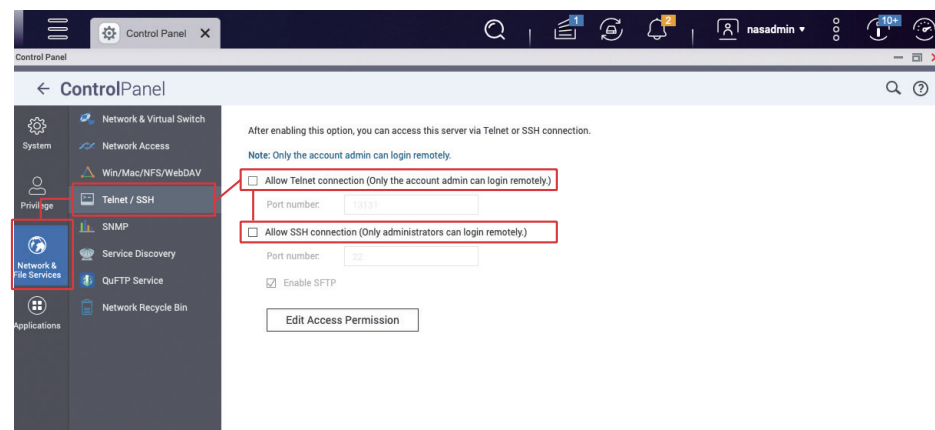 Control Panel X
1
2
nasadmin
10+
Control Panel
ControlPanel
System
Privilege
Network &
File Services
Applications
Network & Virtual Switch
Network Access
Win/Mac/NFS/WebDAV
Telnet / SSH
SNMP
Service Discovery
QuFTP Service
Network Recycle Bin
After enabling this option, you can access this server via Telnet or SSH connection.
Note: Only the account admin can login remotely.
Allow Telnet connection (Only the account admin can login remotely.)
Port number: 13131
Allow SSH connection (Only administrators can login remotely.)
Port number: 22
Enable SFTP
Edit Access Permission